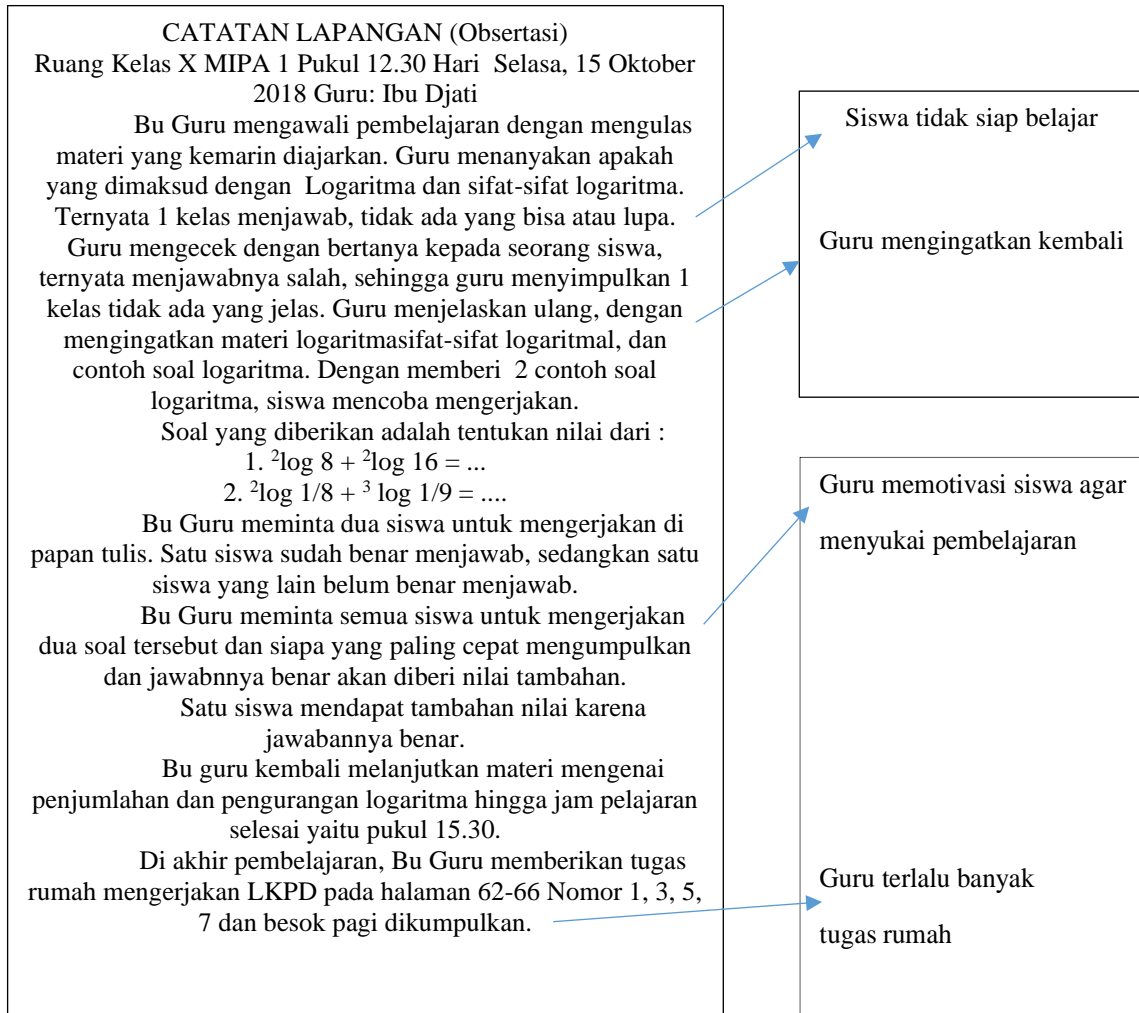 CATATAN LAPANGAN (Obsertasi)
Ruang Kelas X MIPA 1 Pukul 12.30 Hari Selasa, 15 Oktober
2018 Guru: Ibu Djati
Bu Guru mengawali pembelajaran dengan mengulas
materi yang kemarin diajarkan. Guru menanyakan apakah
yang dimaksud dengan Logaritma dan sifat-sifat logaritma.
Ternyata 1 kelas menjawab, tidak ada yang bisa atau lupa.
Guru mengecek dengan bertanya kepada seorang siswa,
ternyata menjawabnya salah, sehingga guru menyimpulkan 1
kelas tidak ada yang jelas. Guru menjelaskan ulang, dengan
mengingatkan materi logaritmasifat-sifat logaritmal, dan
contoh soal logaritma. Dengan memberi 2 contoh soal
logaritma, siswa mencoba mengerjakan.
Soal yang diberikan adalah tentukan nilai dari :
1. ²log 8 + ²log 16 = ...
2. ²log 1/8 + ³ log 1/9 = ....
Bu Guru meminta dua siswa untuk mengerjakan di
papan tulis. Satu siswa sudah benar menjawab, sedangkan satu
siswa yang lain belum benar menjawab.
Bu Guru meminta semua siswa untuk mengerjakan
dua soal tersebut dan siapa yang paling cepat mengumpulkan
dan jawabnnya benar akan diberi nilai tambahan.
Satu siswa mendapat tambahan nilai karena
jawabannya benar.
Bu guru kembali melanjutkan materi mengenai
penjumlahan dan pengurangan logaritma hingga jam pelajaran
selesai yaitu pukul 15.30.
Di akhir pembelajaran, Bu Guru memberikan tugas
rumah mengerjakan LKPD pada halaman 62-66 Nomor 1, 3, 5,
7 dan besok pagi dikumpulkan.
Siswa tidak siap belajar
Guru mengingatkan kembali
Guru memotivasi siswa agar
menyukai pembelajaran
Guru terlalu banyak
tugas rumah